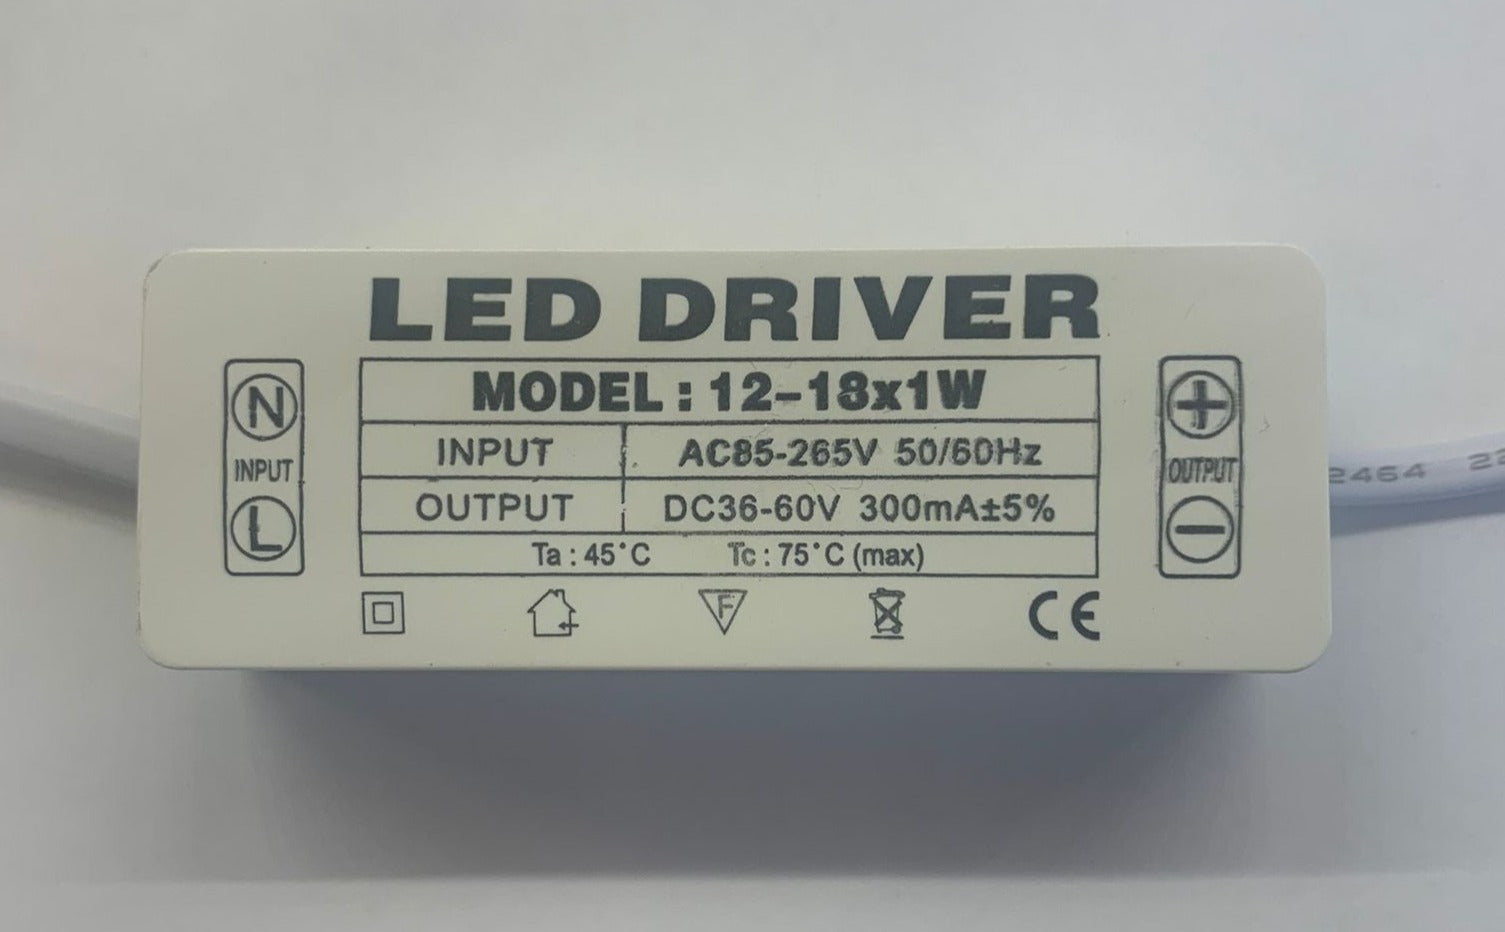 LED DRIVER
MODEL : 12-18x1W
INPUT AC85-265V 50/60Hz
OUTPUT DC36-60V 300mA±5%
Ta : 45°C Tc : 75°C (max)
N
INPUT
L
+
OUTPUT
−
F
CE
2464